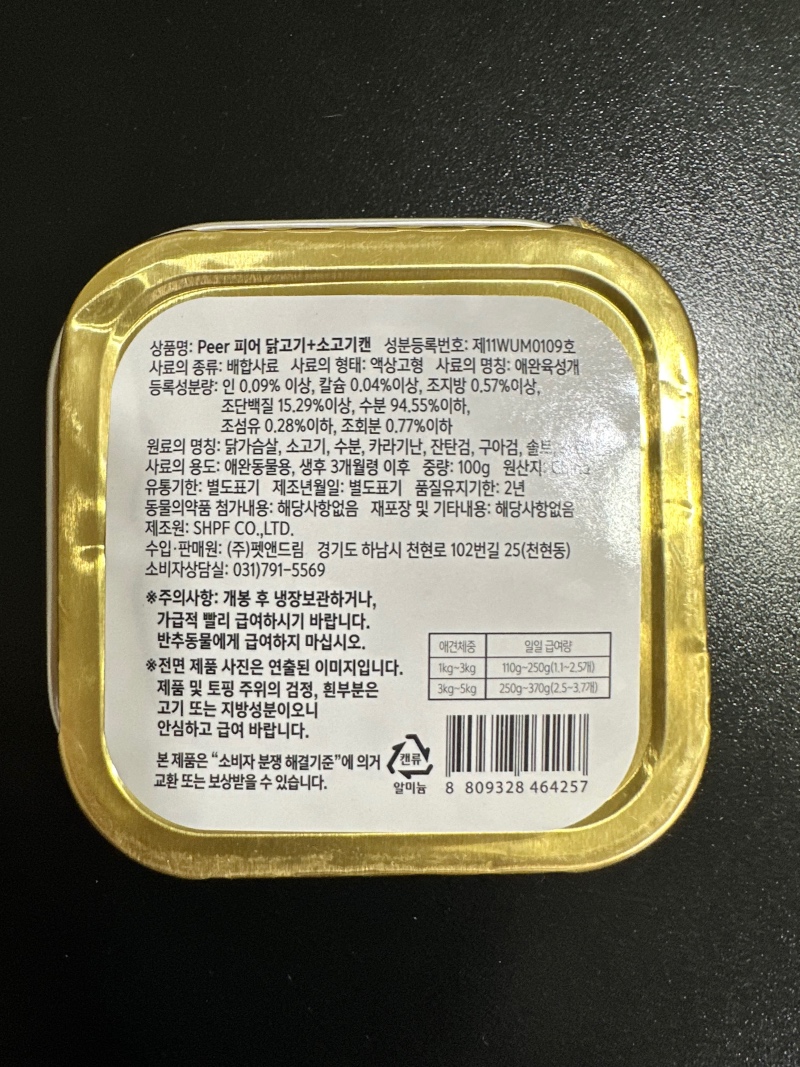 상품명: Peer 피어 닭고기+소고기캔 성분등록번호: 제11WUM0109호
사료의 종류: 배합사료 사료의 형태: 액상고형 사료의 명칭: 애완육성개
등록성분량: 인 0.09% 이상, 칼슘 0.04%이상, 조지방 0.57%이상,
조단백질 15.29%이상, 수분 94.55%이하,
조섬유 0.28%이하, 조회분 0.77%이하
원료의 명칭: 닭가슴살, 소고기, 수분, 카라기난, 잔탄검, 구아검, 솔트,
사료의 용도: 애완동물용, 생후 3개월령 이후 중량: 100g 원산지:
유통기한: 별도표기 제조년월일: 별도표기 품질유지기한: 2년
동물의약품 첨가내용: 해당사항없음 재포장 및 기타내용: 해당사항없음
제조원: SHPF CO.,LTD.
수입·판매원: (주)펫앤드림 경기도 하남시 천현로 102번길 25(천현동)
소비자상담실: 031)791-5569
※주의사항: 개봉 후 냉장보관하거나,
가급적 빨리 급여하시기 바랍니다.
반추동물에게 급여하지 마십시오.
※전면 제품 사진은 연출된 이미지입니다.
제품 및 토핑 주위의 검정, 흰부분은
고기 또는 지방성분이오니
안심하고 급여 바랍니다.
애견체중 일일 급여량
1kg~3kg 110g~250g(1.1~2.5개)
3kg~5kg 250g~370g(2.5~3.7개)
본 제품은 “소비자 분쟁 해결기준”에 의거
교환 또는 보상받을 수 있습니다.
캔류
알미늄
8 809328 464257